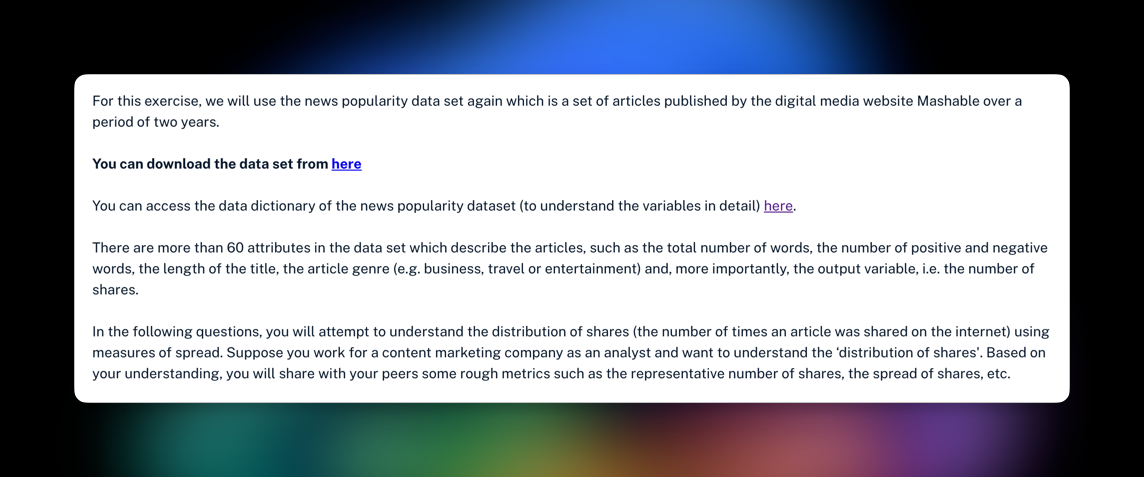 For this exercise, we will use the news popularity data set again which is a set of articles published by the digital media website Mashable over a
period of two years.
You can download the data set from here
You can access the data dictionary of the news popularity dataset (to understand the variables in detail) here.
There are more than 60 attributes in the data set which describe the articles, such as the total number of words, the number of positive and negative
words, the length of the title, the article genre (e.g. business, travel or entertainment) and, more importantly, the output variable, i.e. the number of
shares.
In the following questions, you will attempt to understand the distribution of shares (the number of times an article was shared on the internet) using
measures of spread. Suppose you work for a content marketing company as an analyst and want to understand the ‘distribution of shares’. Based on
your understanding, you will share with your peers some rough metrics such as the representative number of shares, the spread of shares, etc.